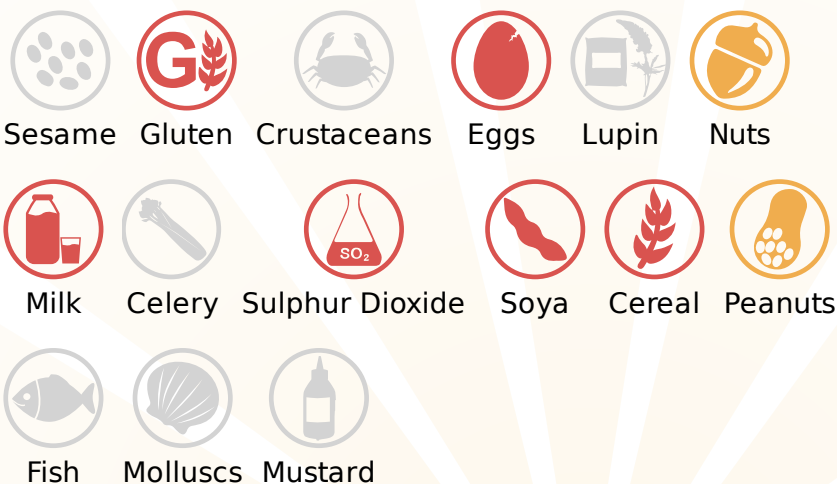 G
Sesame Gluten Crustaceans Eggs Lupin Nuts
SO₂
Milk Celery Sulphur Dioxide Soya Cereal Peanuts
Fish Molluscs Mustard